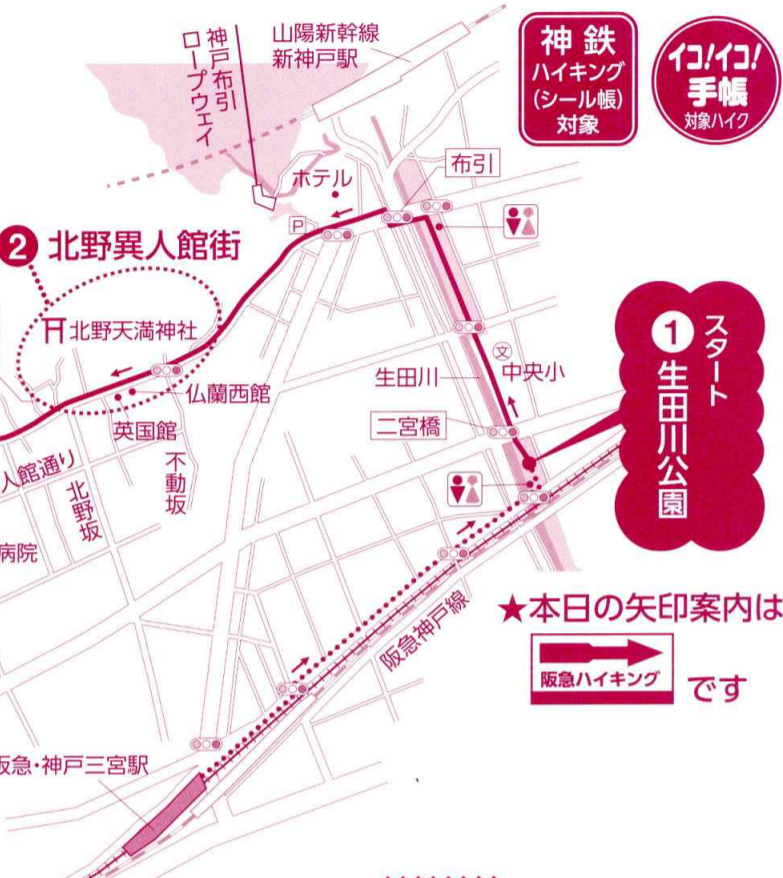 山陽新幹線
新神戸駅
神戸布引
ロープウェイ
神鉄
ハイキング
(シール帳)
対象
イコ!イコ!
手帳
対象ハイク
布引
ホテル
P
2 北野異人館街
北野天満神社
仏蘭西館
英国館
人館通り
北野坂
不動坂
病院
生田川
文
中央小
二宮橋
1
スタート
生田川公園
阪急神戸線
★本日の矢印案内は
阪急ハイキング
です
阪急・神戸三宮駅